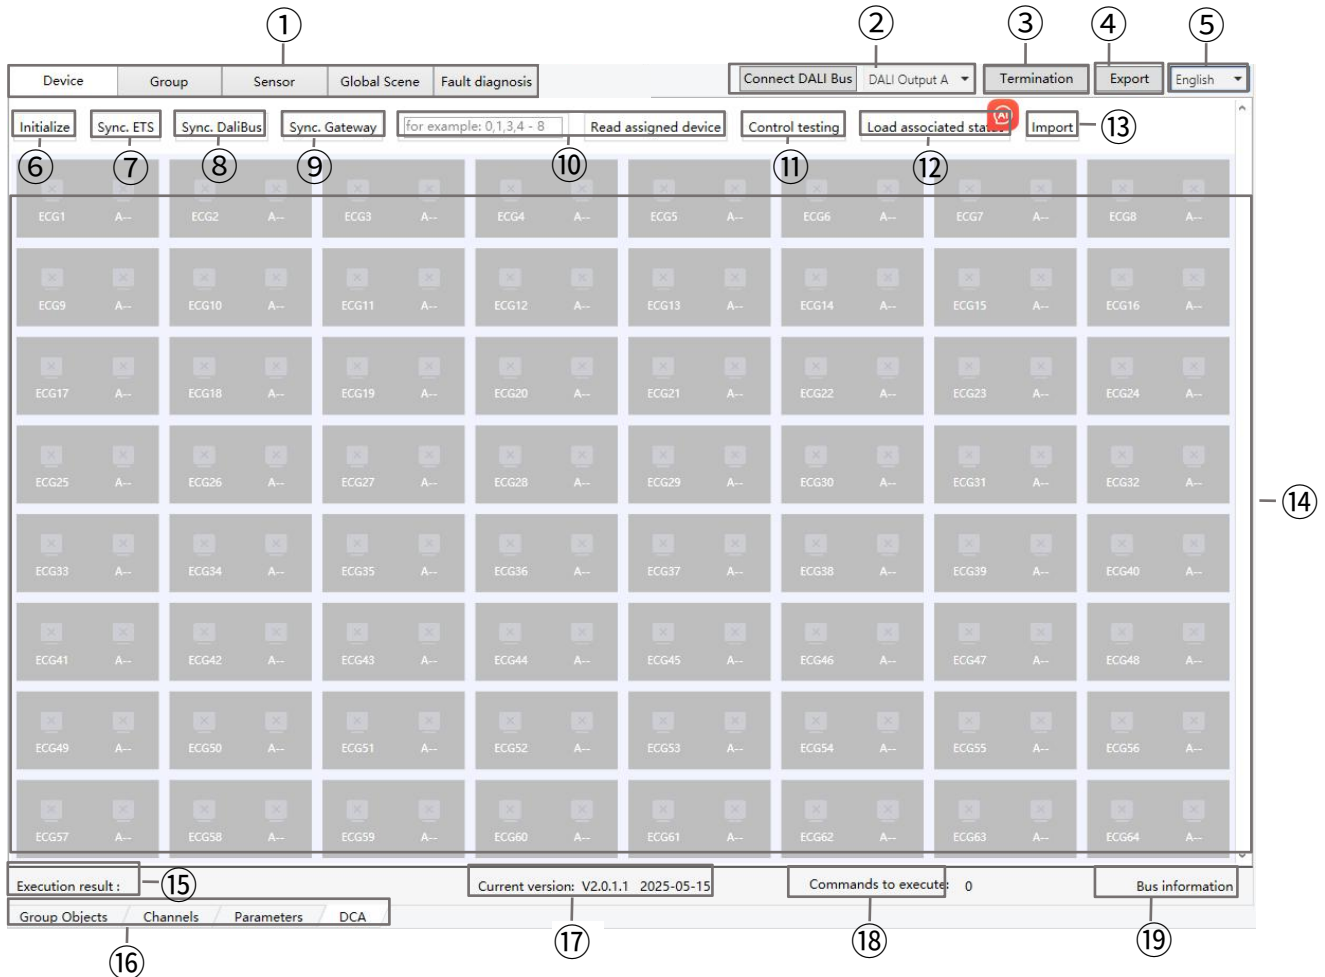 ① ② ③ ④ ⑤
Device Group Sensor Global Scene Fault diagnosis Connect DALI Bus DALI Output A Termination Export English
Initialize Sync. ETS Sync. DaliBus Sync. Gateway for example: 0,1,3,4 - 8 Read assigned device Control testing Load associated status Import ⑬
⑥ ⑦ ⑧ ⑨ ⑩ ⑪ ⑫
ECG1 A-- ECG2 A-- ECG3 A-- ECG4 A-- ECG5 A-- ECG6 A-- ECG7 A-- ECG8 A--
ECG9 A-- ECG10 A-- ECG11 A-- ECG12 A-- ECG13 A-- ECG14 A-- ECG15 A-- ECG16 A--
ECG17 A-- ECG18 A-- ECG19 A-- ECG20 A-- ECG21 A-- ECG22 A-- ECG23 A-- ECG24 A--
ECG25 A-- ECG26 A-- ECG27 A-- ECG28 A-- ECG29 A-- ECG30 A-- ECG31 A-- ECG32 A--
⑭
ECG33 A-- ECG34 A-- ECG35 A-- ECG36 A-- ECG37 A-- ECG38 A-- ECG39 A-- ECG40 A--
ECG41 A-- ECG42 A-- ECG43 A-- ECG44 A-- ECG45 A-- ECG46 A-- ECG47 A-- ECG48 A--
ECG49 A-- ECG50 A-- ECG51 A-- ECG52 A-- ECG53 A-- ECG54 A-- ECG55 A-- ECG56 A--
ECG57 A-- ECG58 A-- ECG59 A-- ECG60 A-- ECG61 A-- ECG62 A-- ECG63 A-- ECG64 A--
Execution result : ⑮ Current version: V2.0.1.1 2025-05-15 Commands to execute: 0 Bus information
Group Objects Channels Parameters DCA
⑯ ⑰ ⑱ ⑲